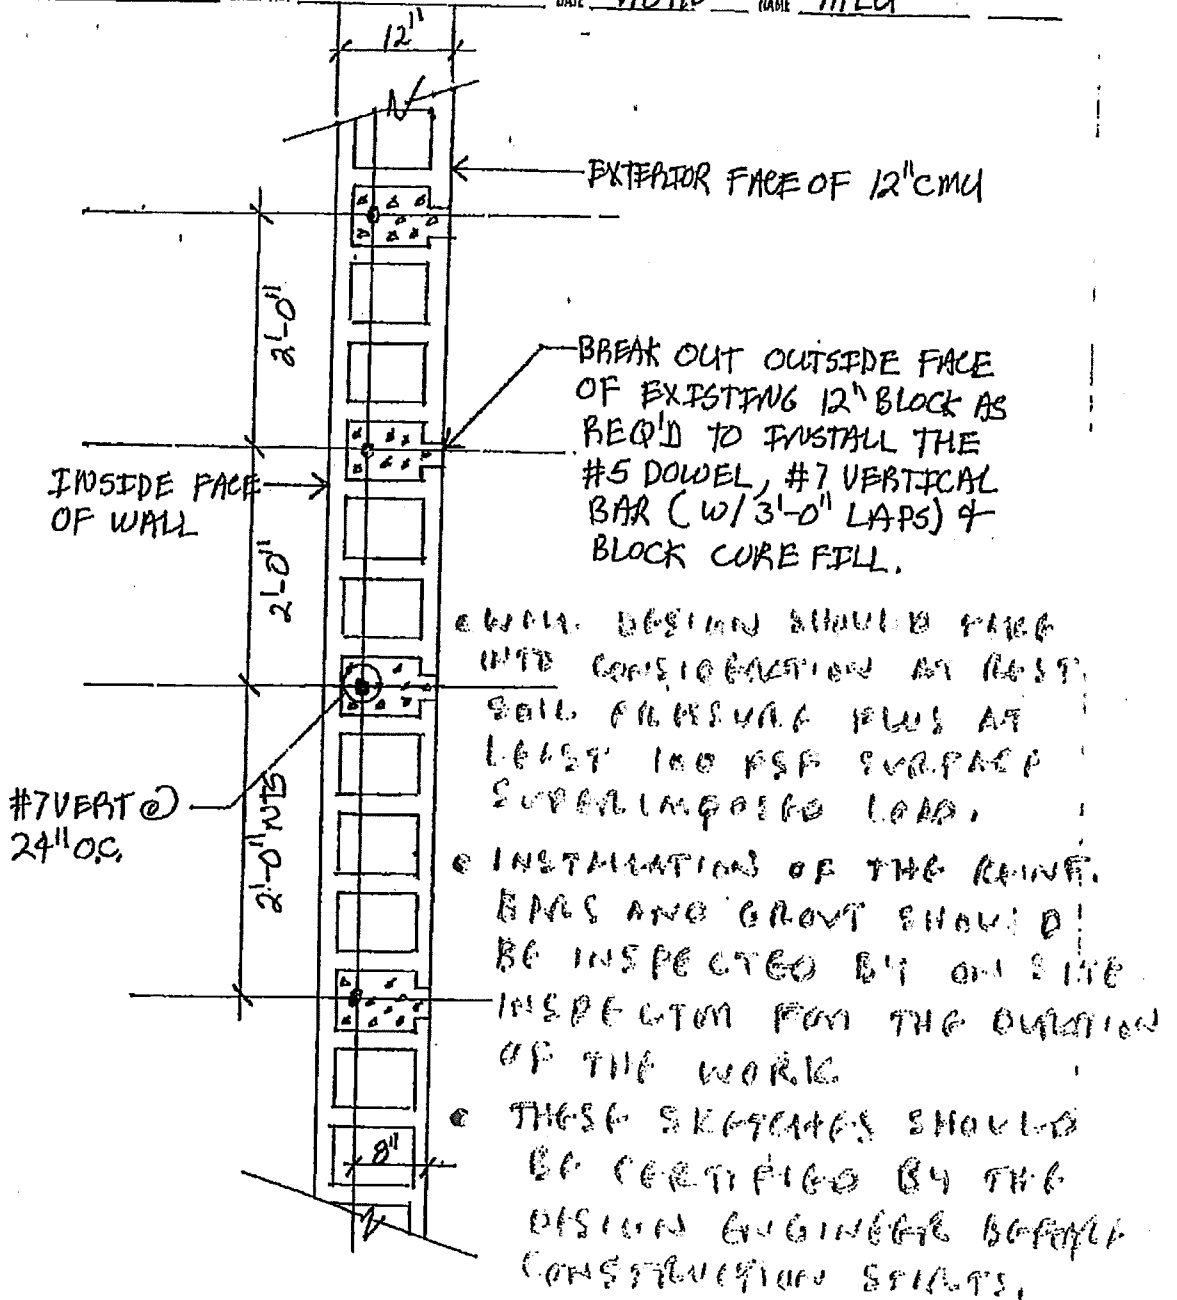 DATE NAME
12"
EXTERIOR FACE OF 12" CMU
2'-0"
BREAK OUT OUTSIDE FACE
OF EXISTING 12" BLOCK AS
REQ'D TO INSTALL THE
#5 DOWEL, #7 VERTICAL
BAR (W/3'-0" LAPS) &
BLOCK CORE FILL.
INSIDE FACE
OF WALL
2'-0"
• WALL DESIGN SHOULD TAKE
INTO CONSIDERATION AT REST
SOIL PRESSURE PLUS AT
LEAST 100 PSF SURFACE
SUPERIMPOSED LOAD.
#7 VERT @
24" O.C.
2'-0" NTS
• INSTALLATION OF THE REINF.
BARS AND GROUT SHOULD
BE INSPECTED BY ON SITE
INSPECTOR FOR THE DURATION
OF THE WORK
• THESE SKETCHES SHOULD
BE CERTIFIED BY THE
DESIGN ENGINEER BEFORE
CONSTRUCTION STARTS.
8"